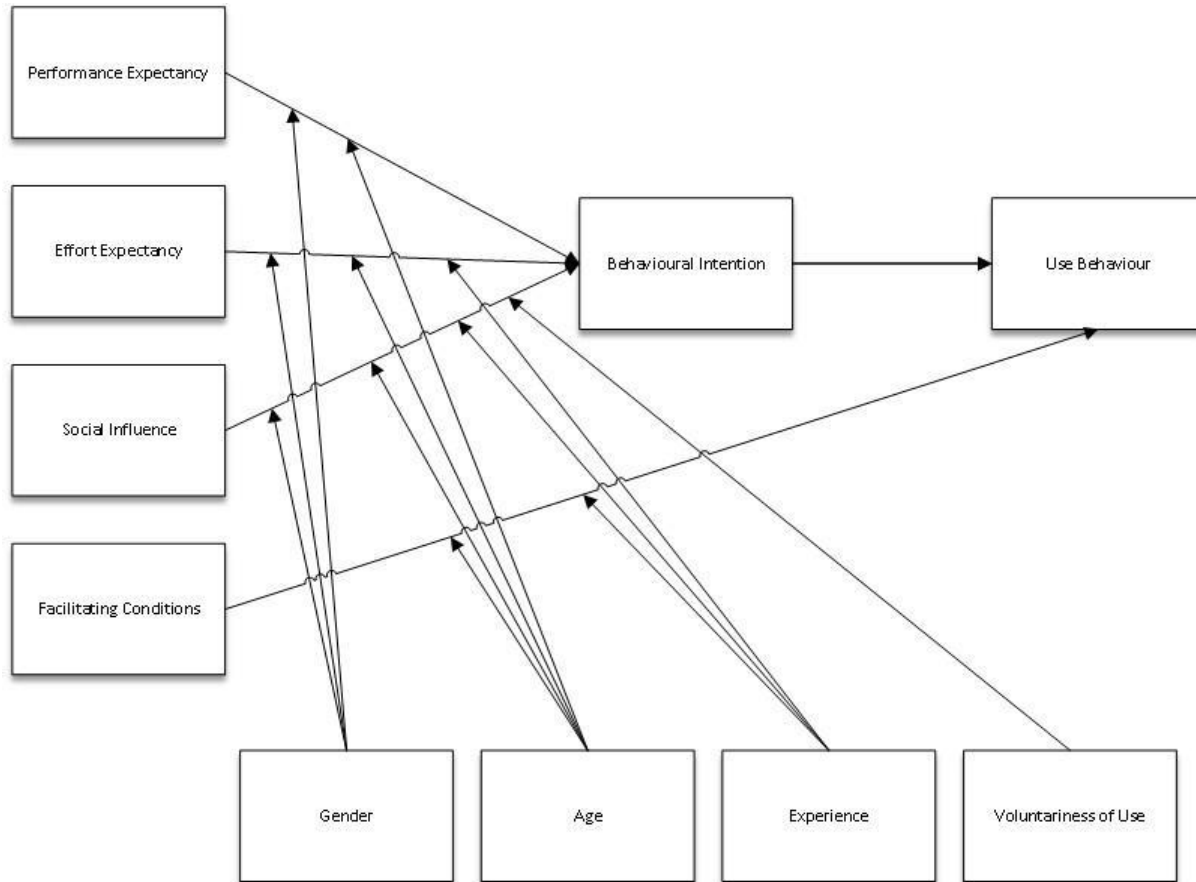 Performance Expectancy
Effort Expectancy
Behavioural Intention
Use Behaviour
Social Influence
Facilitating Conditions
Gender
Age
Experience
Voluntariness of Use